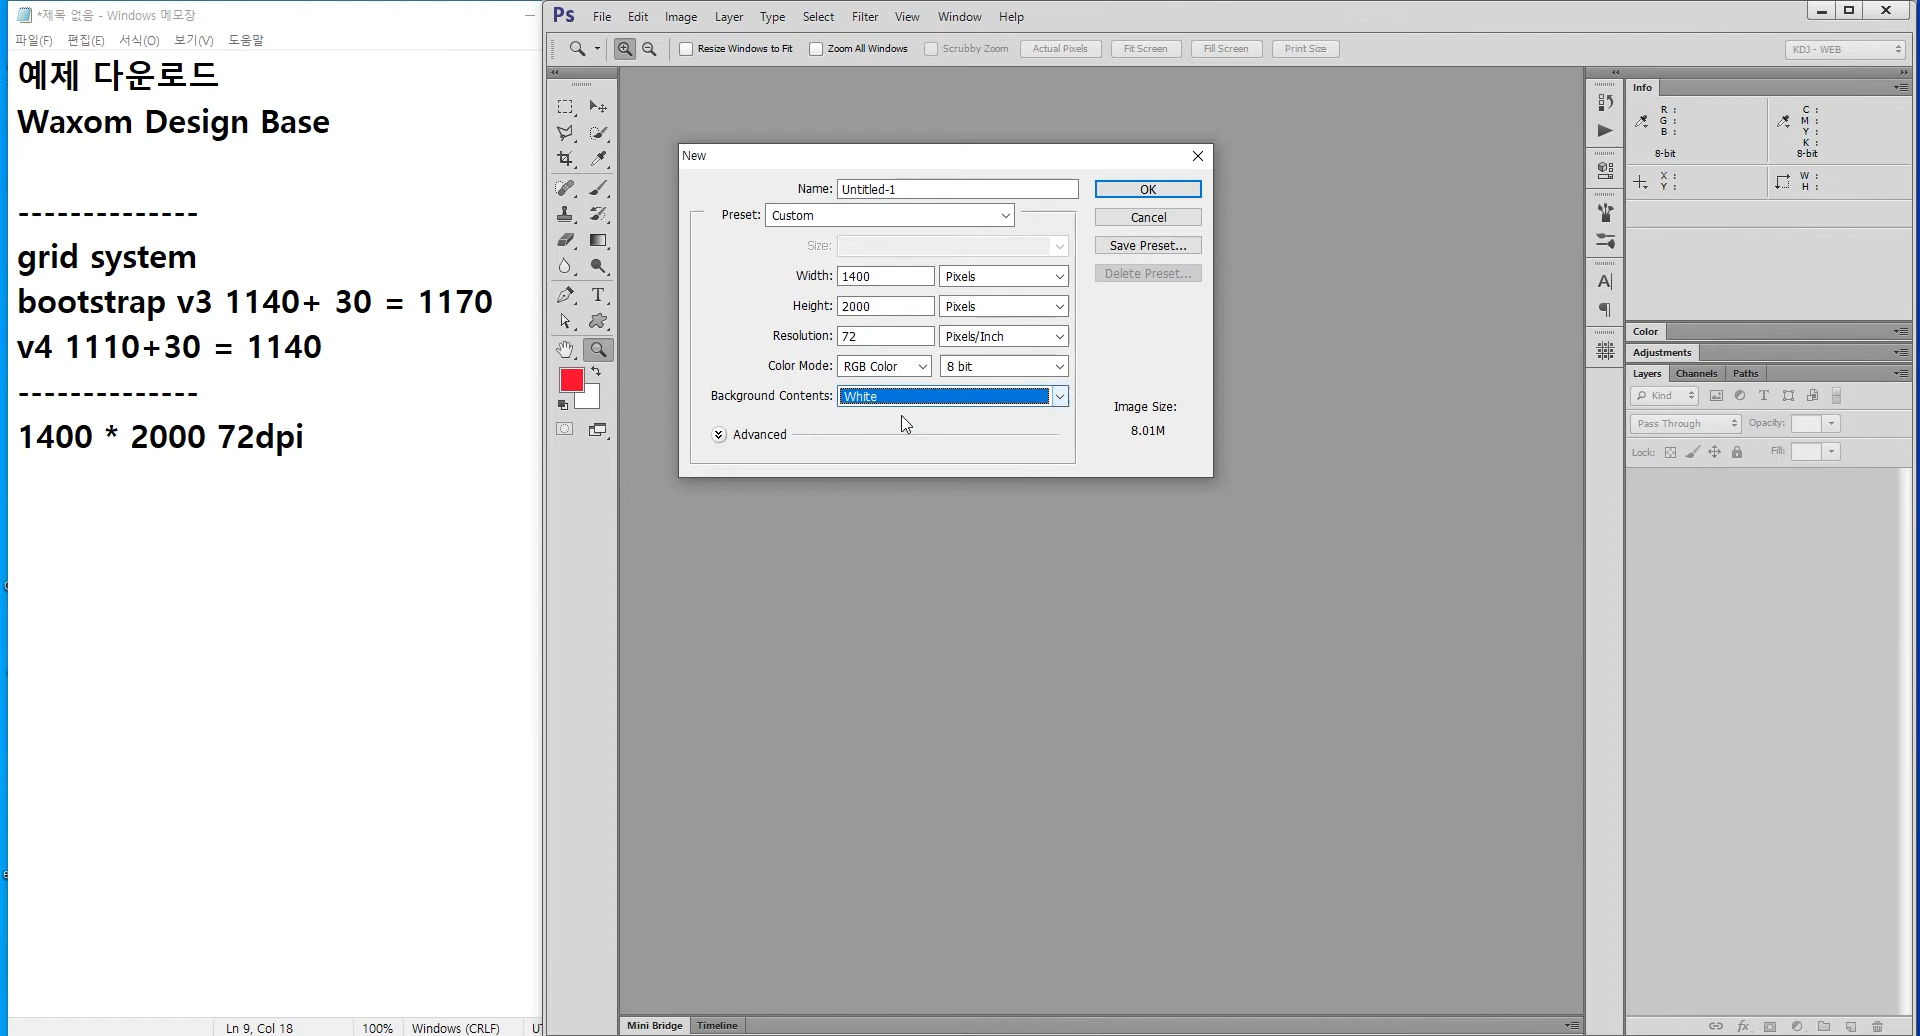 *제목 없음 - Windows 메모장
파일(F) 편집(E) 서식(O) 보기(V) 도움말
예제 다운로드
Waxom Design Base
--------------
grid system
bootstrap v3 1140+ 30 = 1170
v4 1110+30 = 1140
--------------
1400 * 2000 72dpi
Ln 9, Col 18 100% Windows (CRLF)
Ps File Edit Image Layer Type Select Filter View Window Help
Resize Windows to Fit Zoom All Windows Scrubby Zoom Actual Pixels Fit Screen Fill Screen Print Size KDJ - WEB
New
Name: Untitled-1 OK
Preset: Custom Cancel
Size: Save Preset...
Width: 1400 Pixels Delete Preset...
Height: 2000 Pixels
Resolution: 72 Pixels/Inch
Color Mode: RGB Color 8 bit
Background Contents: White
Advanced
Image Size:
8.01M
Info
R : C :
G : M :
B : Y :
K :
8-bit 8-bit
X : W :
Y : H :
Color
Adjustments
Layers Channels Paths
Kind
Pass Through Opacity:
Lock: Fill:
Mini Bridge Timeline